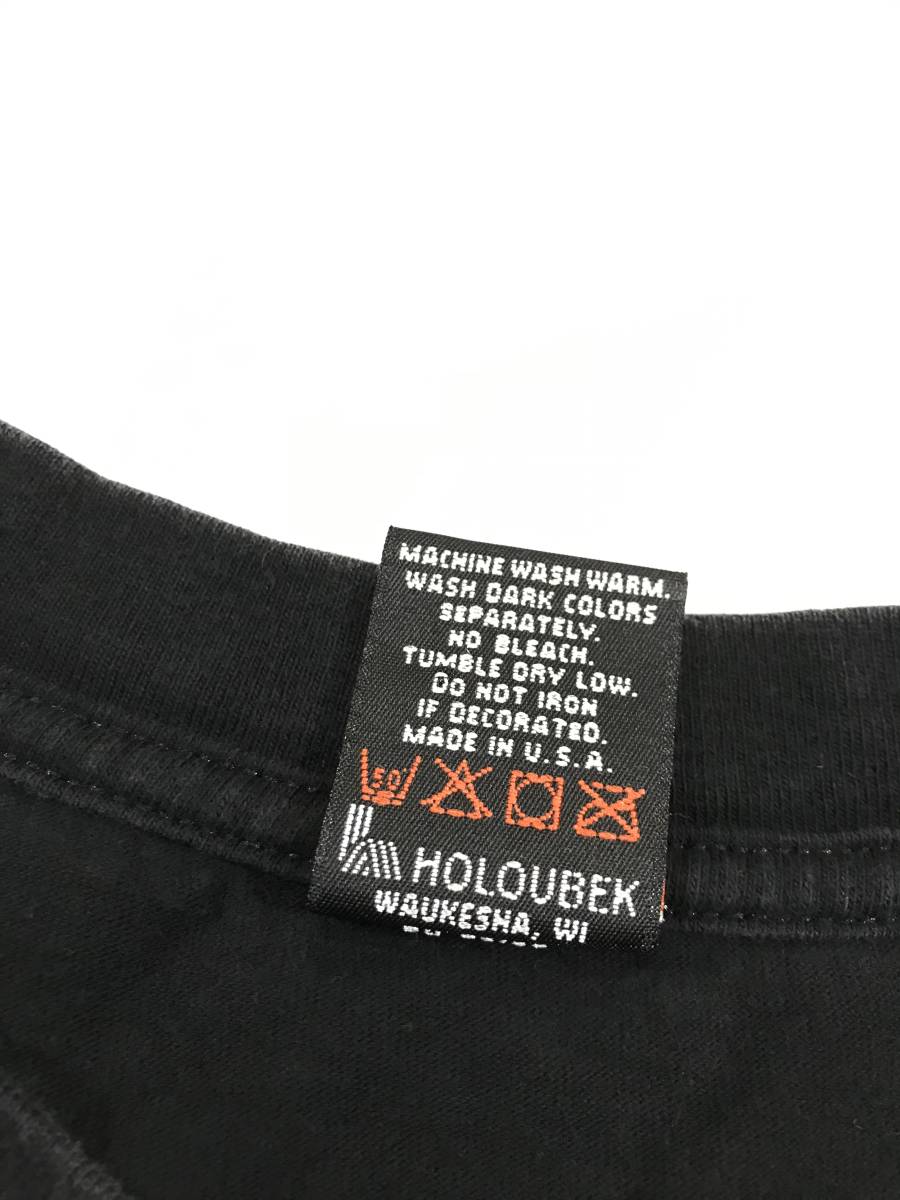 MACHINE WASH WARM.
WASH DARK COLORS
SEPARATELY.
NO BLEACH.
TUMBLE DRY LOW.
DO NOT IRON
IF DECORATED.
MADE IN U.S.A.
50
HOLOUBEK
WAUKESHA, WI